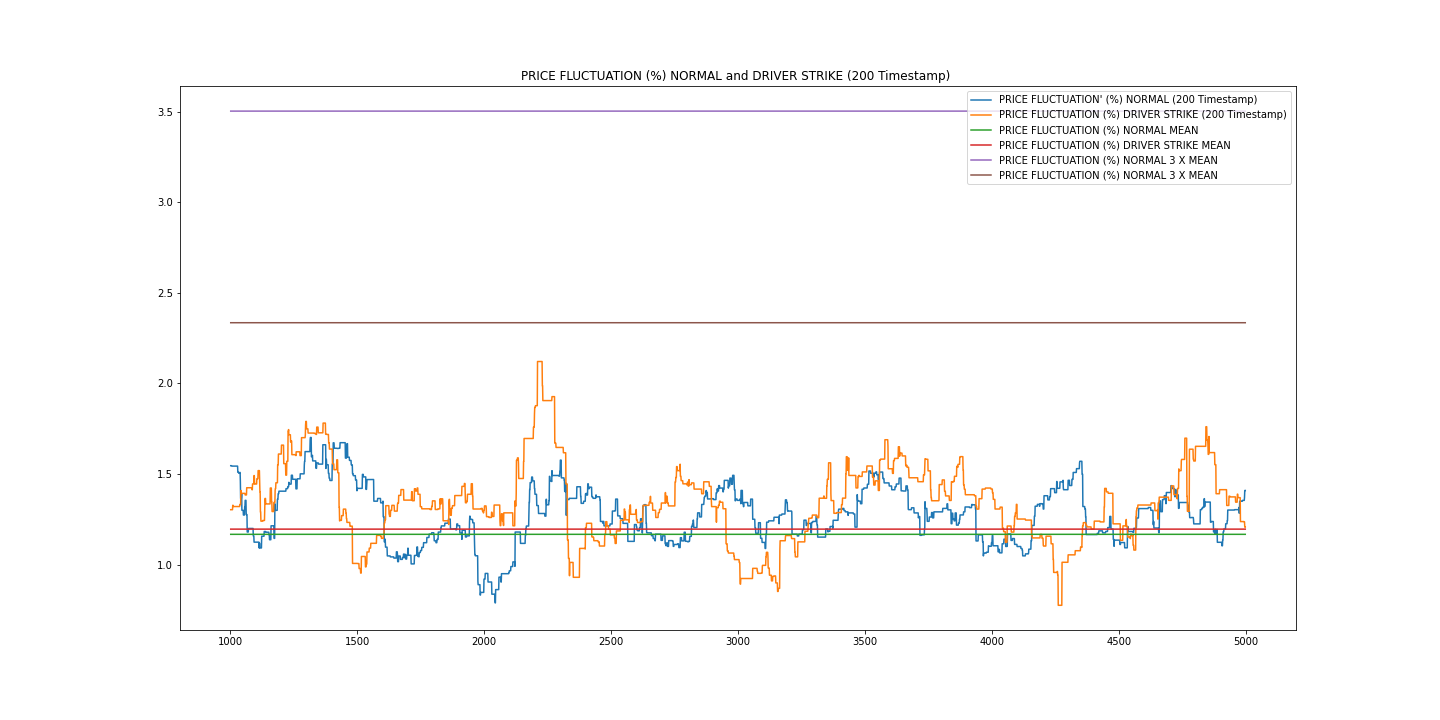 PRICE FLUCTUATION (%) NORMAL and DRIVER STRIKE (200 Timestamp)
PRICE FLUCTUATION' (%) NORMAL (200 Timestamp)
PRICE FLUCTUATION (%) DRIVER STRIKE (200 Timestamp)
PRICE FLUCTUATION (%) NORMAL MEAN
PRICE FLUCTUATION (%) DRIVER STRIKE MEAN
PRICE FLUCTUATION (%) NORMAL 3 X MEAN
PRICE FLUCTUATION (%) NORMAL 3 X MEAN
3.5
3.0
2.5
2.0
1.5
1.0
1000 1500 2000 2500 3000 3500 4000 4500 5000